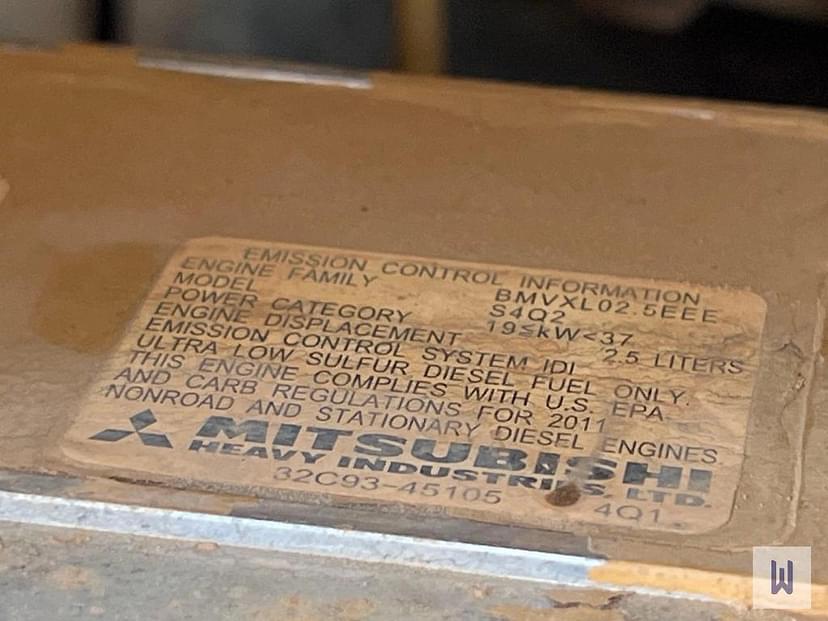 EMISSION CONTROL INFORMATION
ENGINE FAMILY BMVXL02.5EEE
MODEL S4Q2
POWER CATEGORY 19≤kW<37
ENGINE DISPLACEMENT 2.5 LITERS
EMISSION CONTROL SYSTEM IDI
ULTRA LOW SULFUR DIESEL FUEL ONLY.
THIS ENGINE COMPLIES WITH U.S. EPA
AND CARB REGULATIONS FOR 2011
NONROAD AND STATIONARY DIESEL ENGINES.
MITSUBISHI
HEAVY INDUSTRIES, LTD.
32C93-45105 4Q1
W